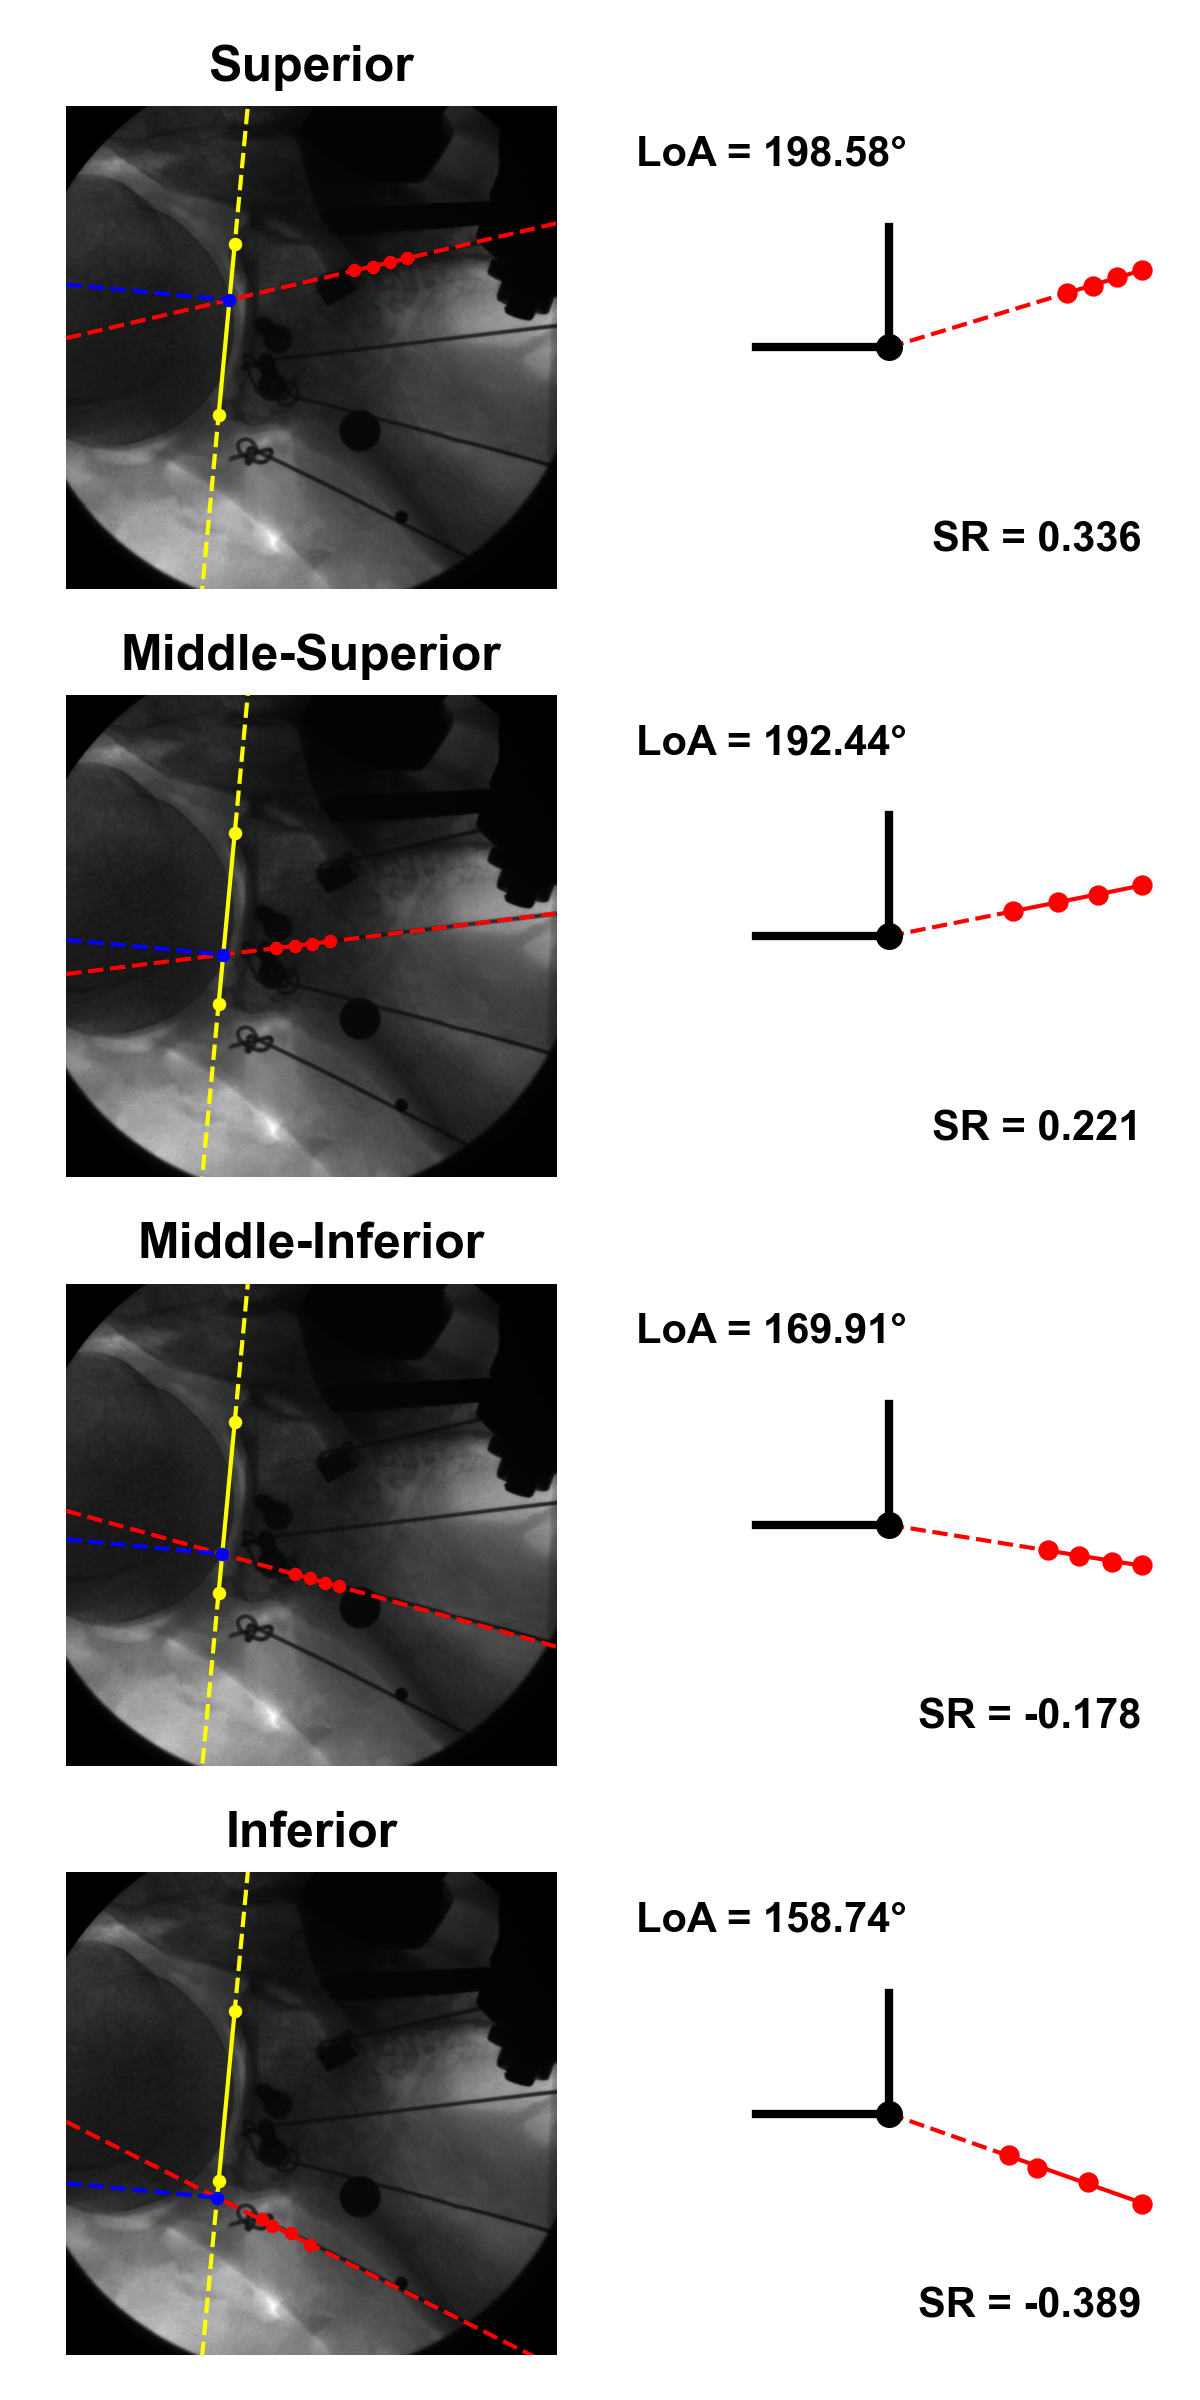 Superior
LoA = 198.58°
SR = 0.336
Middle-Superior
LoA = 192.44°
SR = 0.221
Middle-Inferior
LoA = 169.91°
SR = -0.178
Inferior
LoA = 158.74°
SR = -0.389